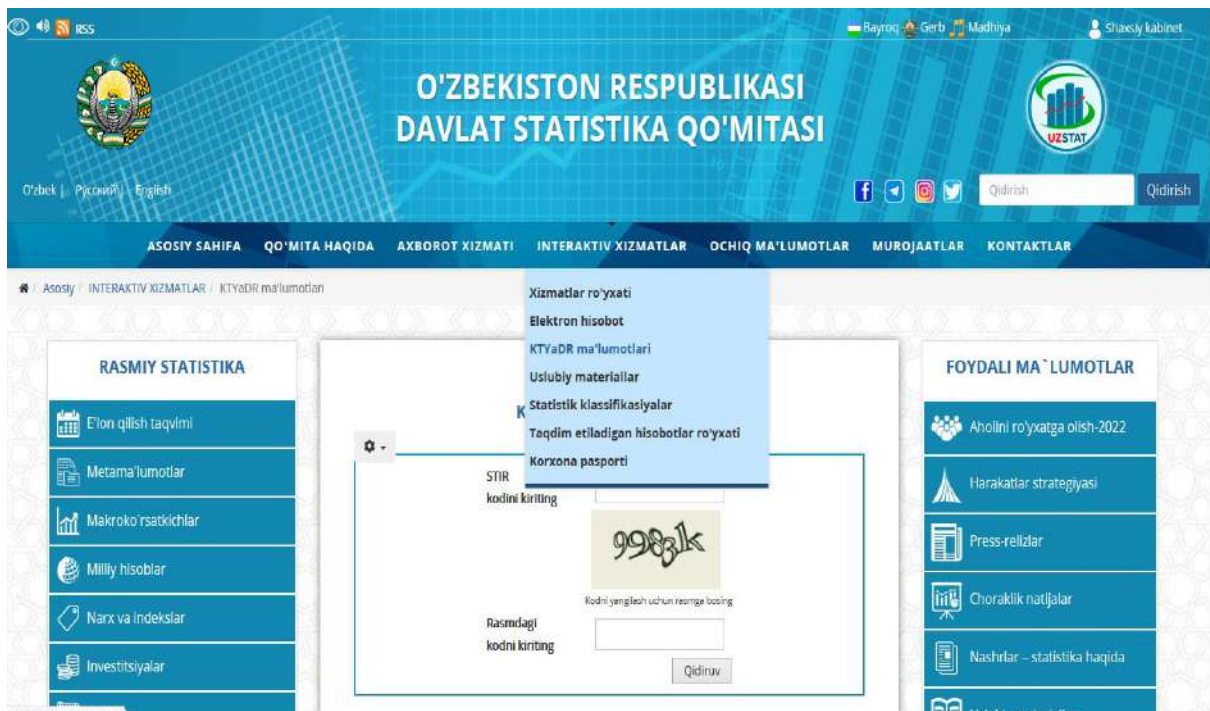 RSS
Bayroq Gerb Madhiya
Shaxsiy kabinet
O'ZBEKISTON RESPUBLIKASI
DAVLAT STATISTIKA QO'MITASI
UZSTAT
O'zbek | Русский | English
Qidirish
Qidirish
ASOSIY SAHIFA QO'MITA HAQIDA AXBOROT XIZMATI INTERAKTIV XIZMATLAR OCHIQ MA'LUMOTLAR MUROJAATLAR KONTAKTLAR
Asosiy / INTERAKTIV XIZMATLAR / KTYaDR ma'lumotlari
Xizmatlar ro'yxati
Elektron hisobot
KTYaDR ma'lumotlari
Uslubiy materiallar
Statistik klassifikasiyalar
Taqdim etiladigan hisobotlar ro'yxati
Korxona pasporti
RASMIY STATISTIKA
E'lon qilish taqvimi
Metama'lumotlar
Makroko'rsatkichlar
Milliy hisoblar
Narx va indekslar
Investitsiyalar
K
STIR
kodini kiriting
9983k
Kodni yangilash uchun rasmga bosing
Rasmdagi
kodni kiriting
Qidiruv
FOYDALI MA`LUMOTLAR
Aholini ro'yxatga olish-2022
Harakatlar strategiyasi
Press-relizlar
Choraklik natijalar
Nashrlar – statistika haqida